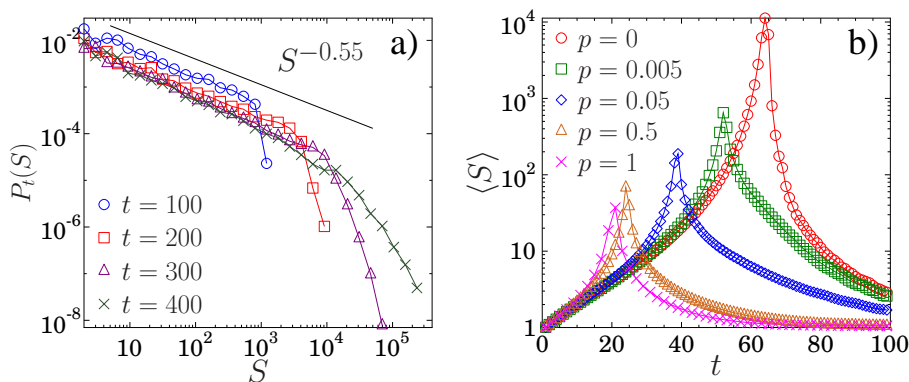 a)
S^{-0.55}
P_t(S)
10^{-2}
10^{-4}
10^{-6}
10^{-8}
t = 100
t = 200
t = 300
t = 400
10 10^2 10^3 10^4 10^5
S
b)
⟨S⟩
10^4
10^3
10^2
10
1
p = 0
p = 0.005
p = 0.05
p = 0.5
p = 1
0 20 40 60 80 100
t